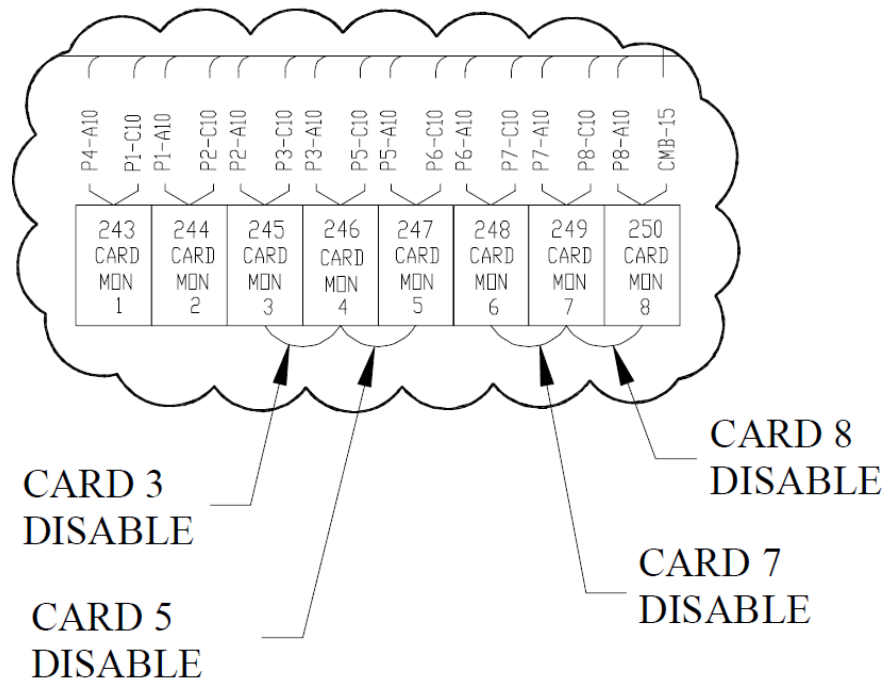 P4-A10
P1-C10
P1-A10
P2-C10
P2-A10
P3-C10
P3-A10
P5-C10
P5-A10
P6-C10
P6-A10
P7-C10
P7-A10
P8-C10
P8-A10
CMB-15
243
CARD
MON
1
244
CARD
MON
2
245
CARD
MON
3
246
CARD
MON
4
247
CARD
MON
5
248
CARD
MON
6
249
CARD
MON
7
250
CARD
MON
8
CARD 3
DISABLE
CARD 5
DISABLE
CARD 7
DISABLE
CARD 8
DISABLE